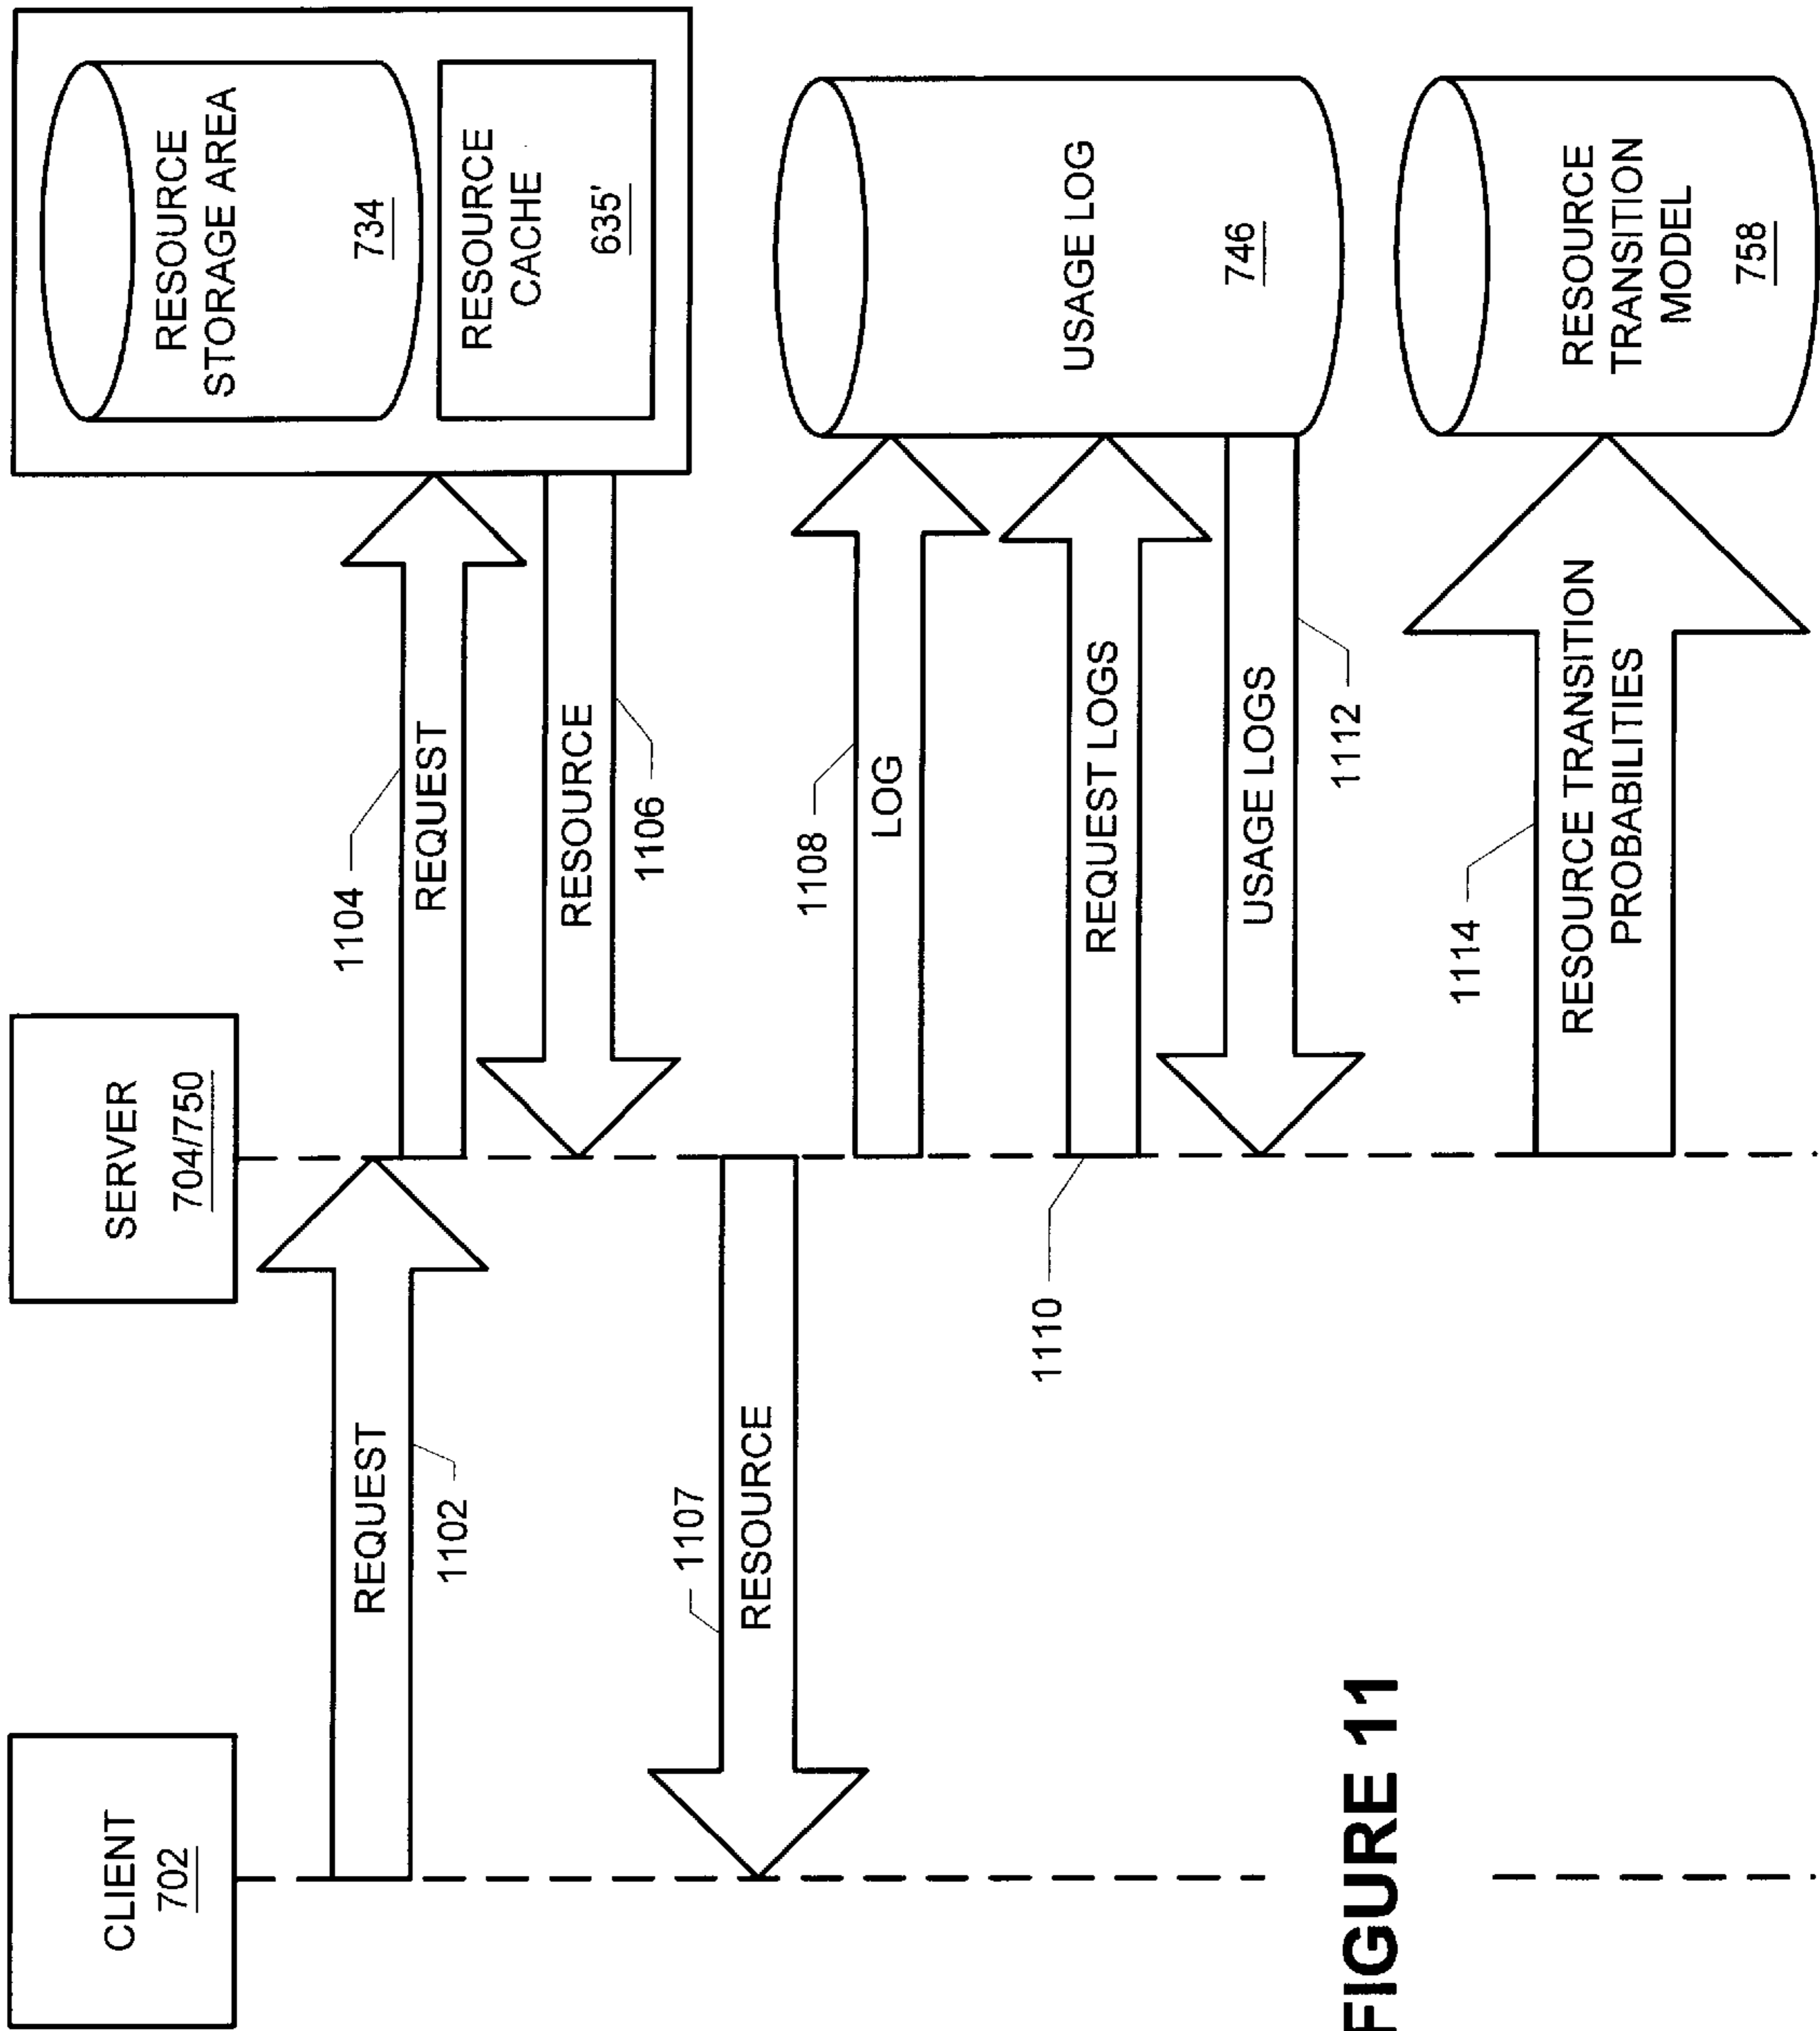 CLIENT
702
SERVER
704/750
RESOURCE
STORAGE AREA
734
RESOURCE
CACHE
635'
REQUEST
1102
1104
REQUEST
RESOURCE
1106
1107
RESOURCE
1108
LOG
USAGE LOG
746
1110
REQUEST LOGS
USAGE LOGS
1112
1114
RESOURCE TRANSITION
PROBABILITIES
RESOURCE
TRANSITION
MODEL
758
FIGURE 11